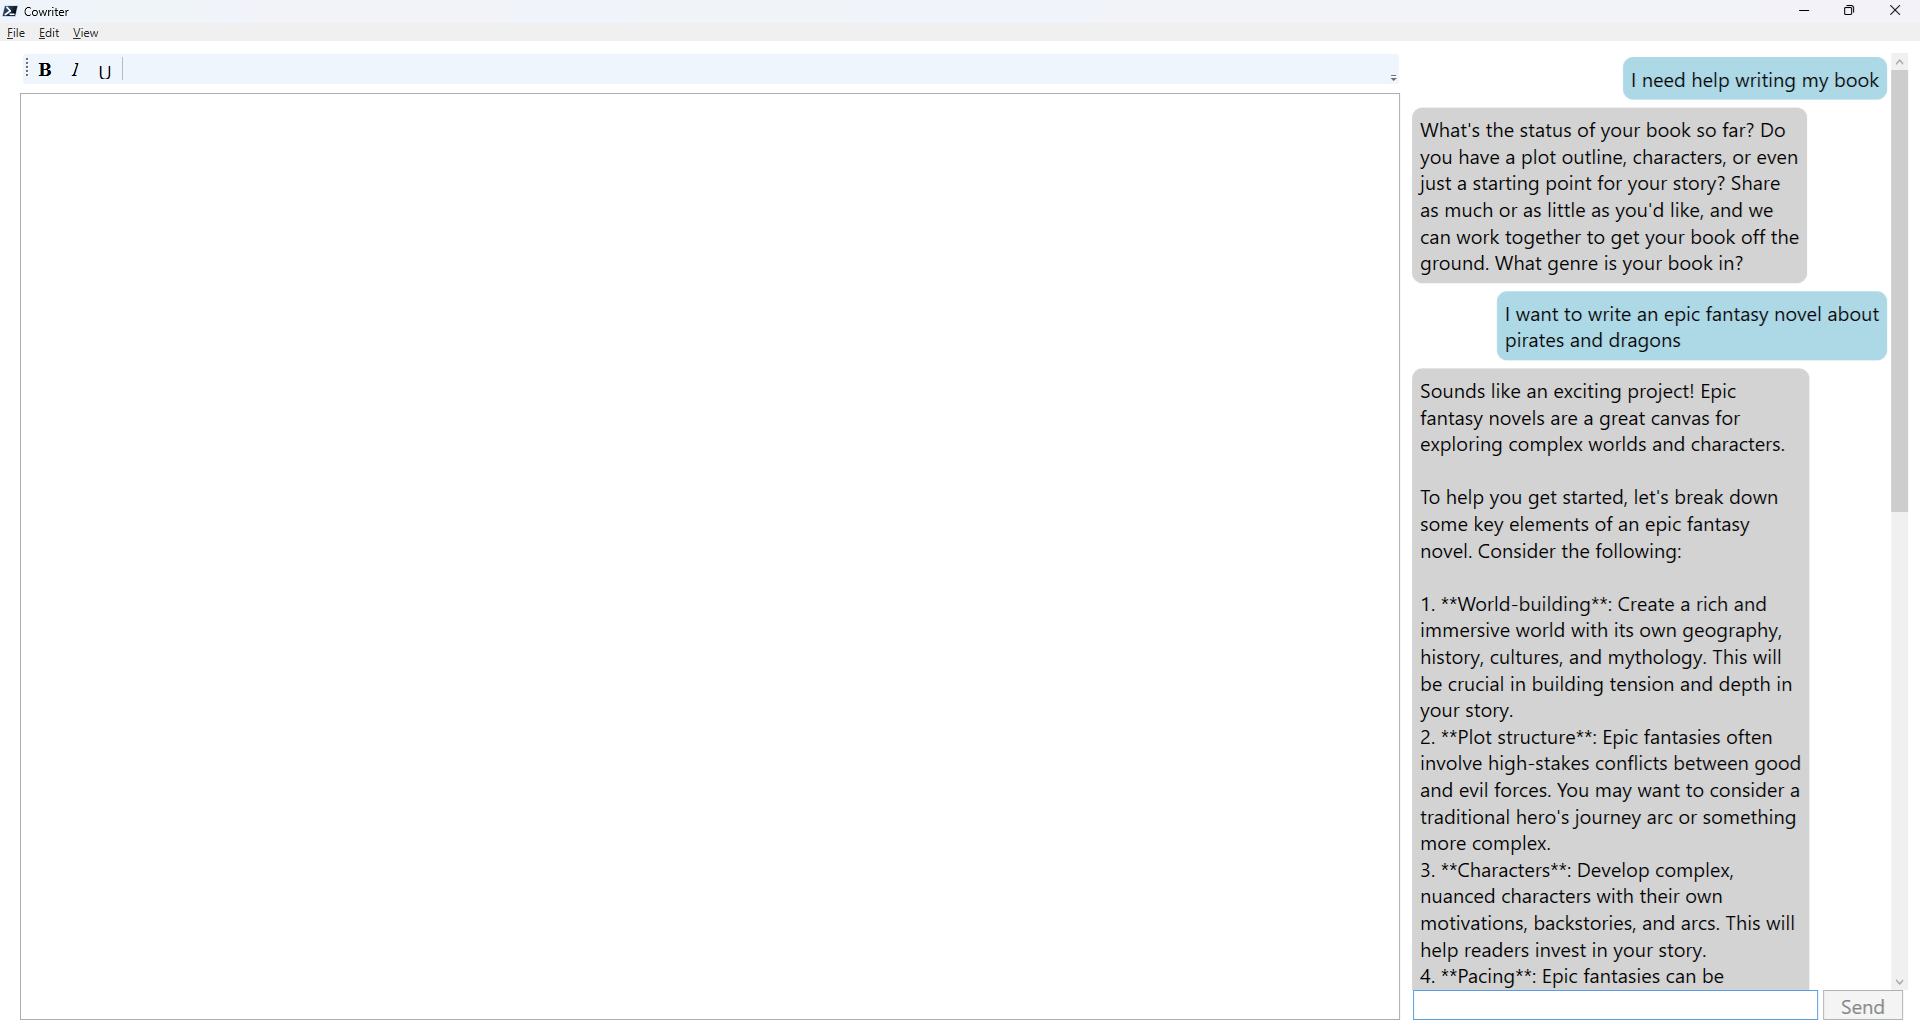 Cowriter
File Edit View
B I U
I need help writing my book
What's the status of your book so far? Do
you have a plot outline, characters, or even
just a starting point for your story? Share
as much or as little as you'd like, and we
can work together to get your book off the
ground. What genre is your book in?
I want to write an epic fantasy novel about
pirates and dragons
Sounds like an exciting project! Epic
fantasy novels are a great canvas for
exploring complex worlds and characters.
To help you get started, let's break down
some key elements of an epic fantasy
novel. Consider the following:
1. **World-building**: Create a rich and
immersive world with its own geography,
history, cultures, and mythology. This will
be crucial in building tension and depth in
your story.
2. **Plot structure**: Epic fantasies often
involve high-stakes conflicts between good
and evil forces. You may want to consider a
traditional hero's journey arc or something
more complex.
3. **Characters**: Develop complex,
nuanced characters with their own
motivations, backstories, and arcs. This will
help readers invest in your story.
4. **Pacing**: Epic fantasies can be
Send